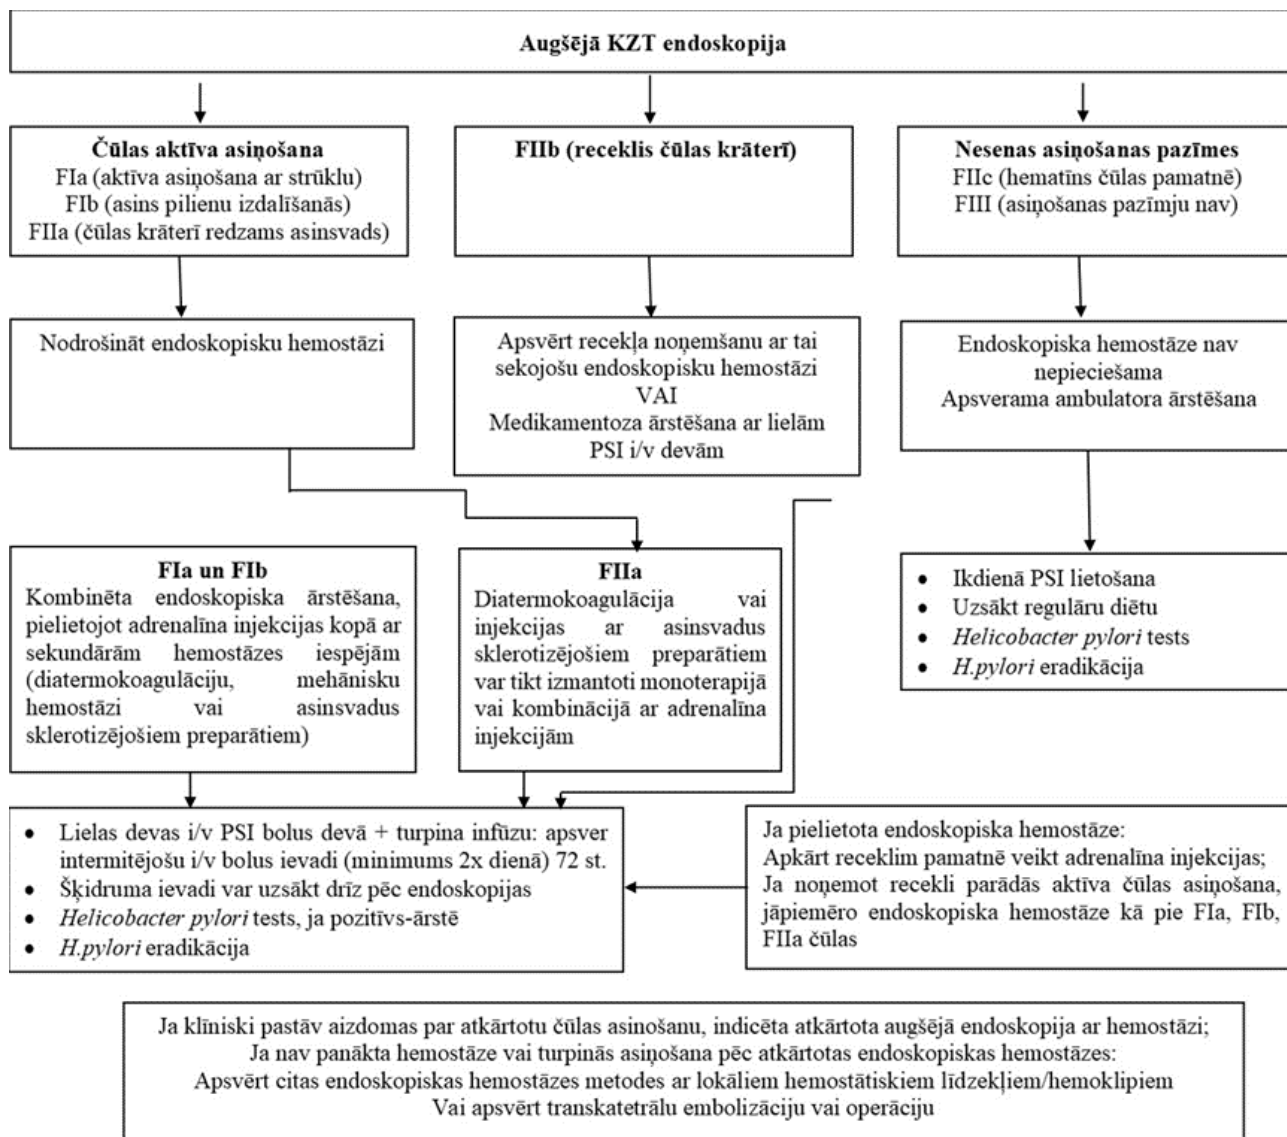 Augšējā KZT endoskopija
Čūlas aktīva asiņošana
FIa (aktīva asiņošana ar strūklu)
FIb (asins pilienu izdalīšanās)
FIIa (čūlas krāterī redzams asinsvads)
FIIb (receklis čūlas krāterī)
Nesenas asiņošanas pazīmes
FIIc (hematīns čūlas pamatnē)
FIII (asiņošanas pazīmju nav)
Nodrošināt endoskopisku hemostāzi
Apsvērt recekļa noņemšanu ar tai
sekojošu endoskopisku hemostāzi
VAI
Medikamentoza ārstēšana ar lielām
PSI i/v devām
Endoskopiska hemostāze nav
nepieciešama
Apsverama ambulatora ārstēšana
FIa un FIb
Kombinēta endoskopiska ārstēšana,
pielietojot adrenalīna injekcijas kopā ar
sekundārām hemostāzes iespējām
(diatermokoagulāciju, mehānisku
hemostāzi vai asinsvadus
sklerotizējošiem preparātiem)
FIIa
Diatermokoagulācija vai
injekcijas ar asinsvadus
sklerotizējošiem preparātiem
var tikt izmantoti monoterapijā
vai kombinācijā ar adrenalīna
injekcijām
• Ikdienā PSI lietošana
• Uzsākt regulāru diētu
• Helicobacter pylori tests
• H.pylori eradikācija
• Lielas devas i/v PSI bolus devā + turpina infūzu: apsver
intermitējošu i/v bolus ievadi (minimums 2x dienā) 72 st.
• Šķidruma ievadi var uzsākt drīz pēc endoskopijas
• Helicobacter pylori tests, ja pozitīvs-ārstē
• H.pylori eradikācija
Ja pielietota endoskopiska hemostāze:
Apkārt receklim pamatnē veikt adrenalīna injekcijas;
Ja noņemot recekli parādās aktīva čūlas asiņošana,
jāpiemēro endoskopiska hemostāze kā pie FIa, FIb,
FIIa čūlas
Ja klīniski pastāv aizdomas par atkārtotu čūlas asinošanu, indicēta atkārtota augšējā endoskopija ar hemostāzi;
Ja nav panākta hemostāze vai turpinās asiņošana pēc atkārtotas endoskopiskas hemostāzes:
Apsvērt citas endoskopiskas hemostāzes metodes ar lokāliem hemostātiskiem līdzekļiem/hemoklipiem
Vai apsvērt transkatetrālu embolizāciju vai operāciju